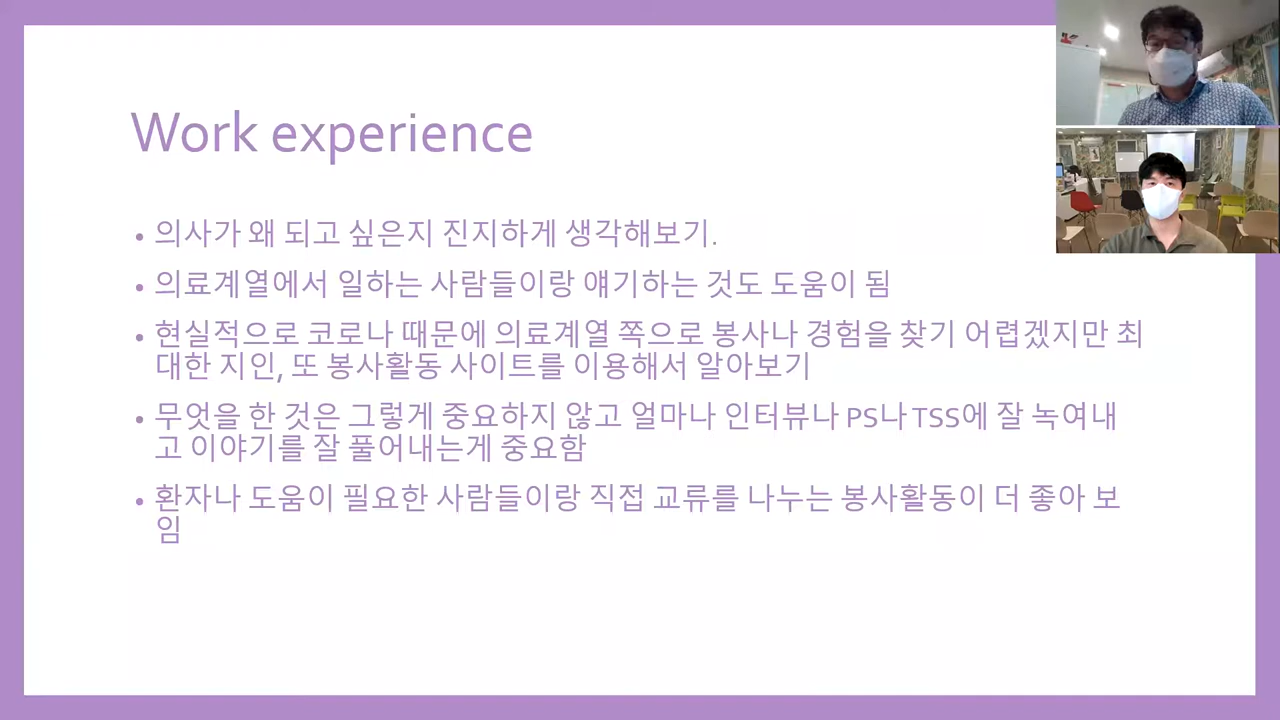 Work experience
• 의사가 왜 되고 싶은지 진지하게 생각해보기.
• 의료계열에서 일하는 사람들이랑 얘기하는 것도 도움이 됨
• 현실적으로 코로나 때문에 의료계열 쪽으로 봉사나 경험을 찾기 어렵겠지만 최
대한 지인, 또 봉사활동 사이트를 이용해서 알아보기
• 무엇을 한 것은 그렇게 중요하지 않고 얼마나 인터뷰나 PS나 TSS에 잘 녹여내
고 이야기를 잘 풀어내는게 중요함
• 환자나 도움이 필요한 사람들이랑 직접 교류를 나누는 봉사활동이 더 좋아 보
임